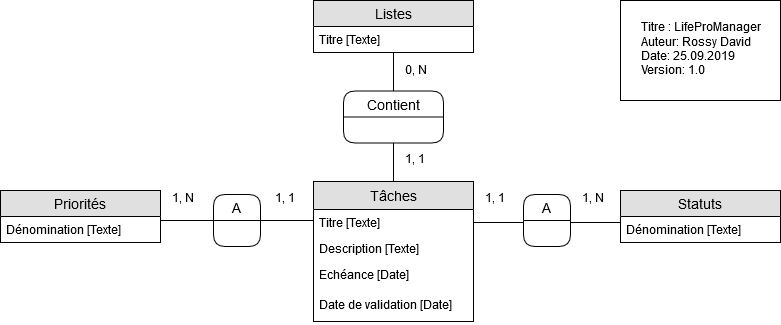 Listes
Titre [Texte]
Titre : LifeProManager
Auteur: Rossy David
Date: 25.09.2019
Version: 1.0
0, N
Contient
1, 1
Priorités
Dénomination [Texte]
1, N
A
1, 1
Tâches
Titre [Texte]
Description [Texte]
Echéance [Date]
Date de validation [Date]
1, 1
A
1, N
Statuts
Dénomination [Texte]